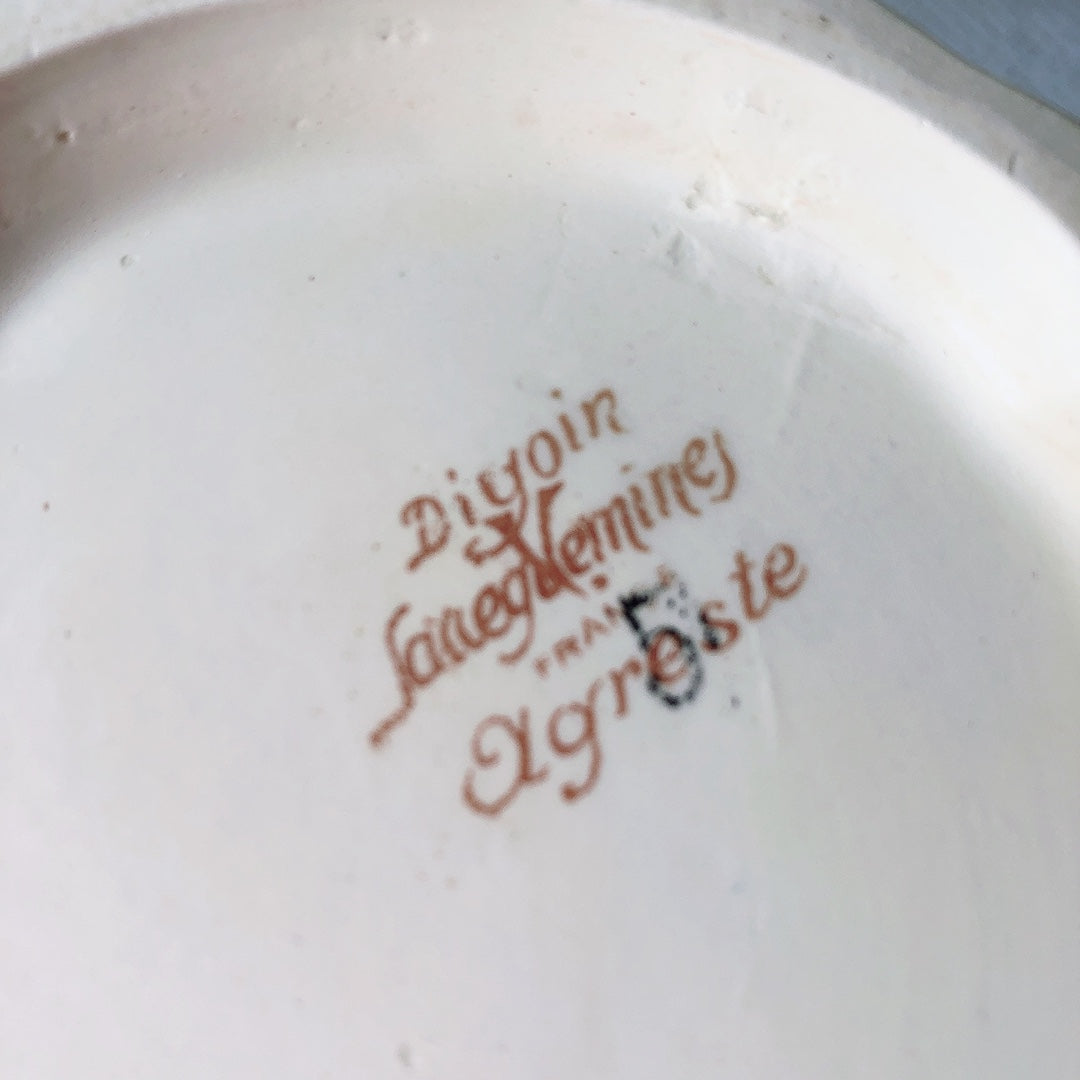 Digoin
Sarreguemines
FRANCE
Agreste
5